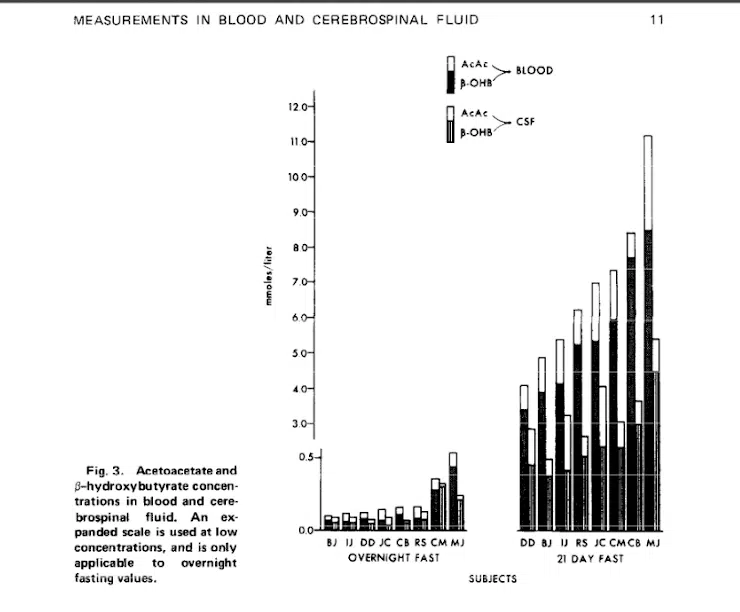 MEASUREMENTS IN BLOOD AND CEREBROSPINAL FLUID 11
AcAc
β-OHB
BLOOD
AcAc
β-OHB
CSF
12.0
11.0
10.0
9.0
8.0
7.0
6.0
5.0
4.0
3.0
0.5
0.0
mmoles/liter
BJ IJ DD JC CB RS CM MJ
OVERNIGHT FAST
DD BJ IJ RS JC CM CB MJ
21 DAY FAST
SUBJECTS
Fig. 3. Acetoacetate and
β-hydroxybutyrate concen-
trations in blood and cere-
brospinal fluid. An ex-
panded scale is used at low
concentrations, and is only
applicable to overnight
fasting values.